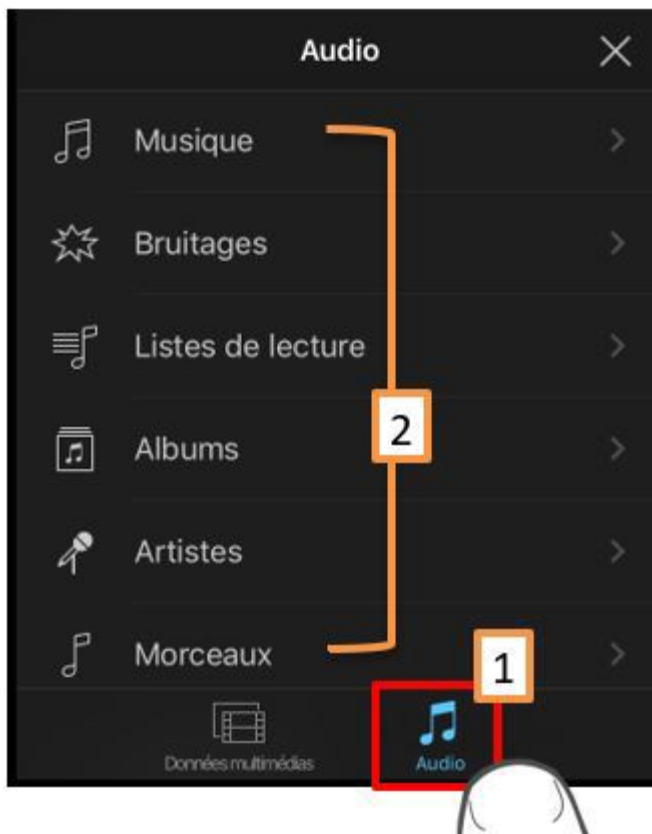 Audio
Musique
Bruitages
Listes de lecture
2
Albums
Artistes
Morceaux
1
Données multimédias
Audio